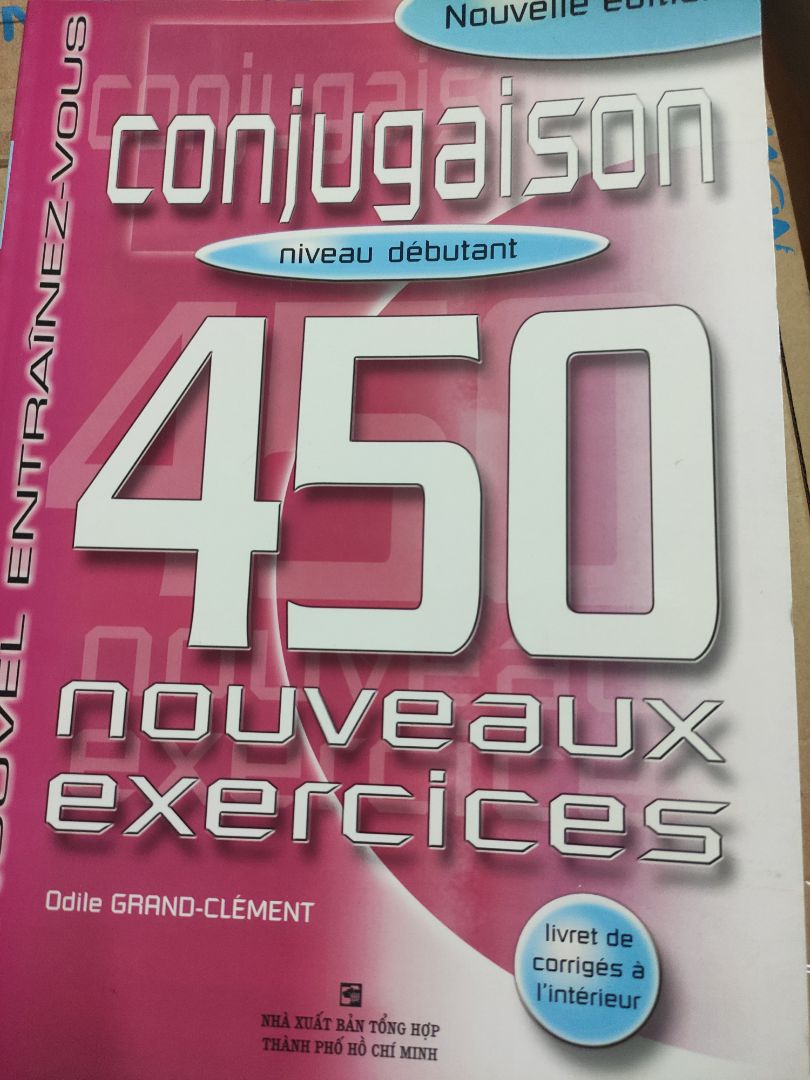 Nouvelle édition
conjugaison
niveau débutant
450
nouveaux
exercices
NOUVEL ENTRAÎNEZ-VOUS
Odile GRAND-CLÉMENT
livret de
corrigés à
l'intérieur
NHÀ XUẤT BẢN TỔNG HỢP
THÀNH PHỐ HỒ CHÍ MINH